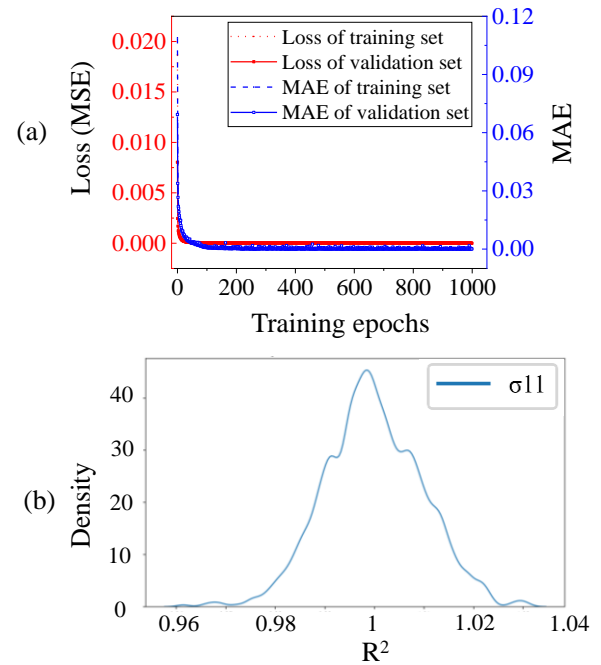 (a)
Loss (MSE)
0.020
0.015
0.010
0.005
0.000
Loss of training set
Loss of validation set
MAE of training set
MAE of validation set
0.12
0.09
0.06
0.03
0.00
MAE
0 200 400 600 800 1000
Training epochs
(b)
Density
40
30
20
10
0
σ11
0.96 0.98 1 1.02 1.04
R²